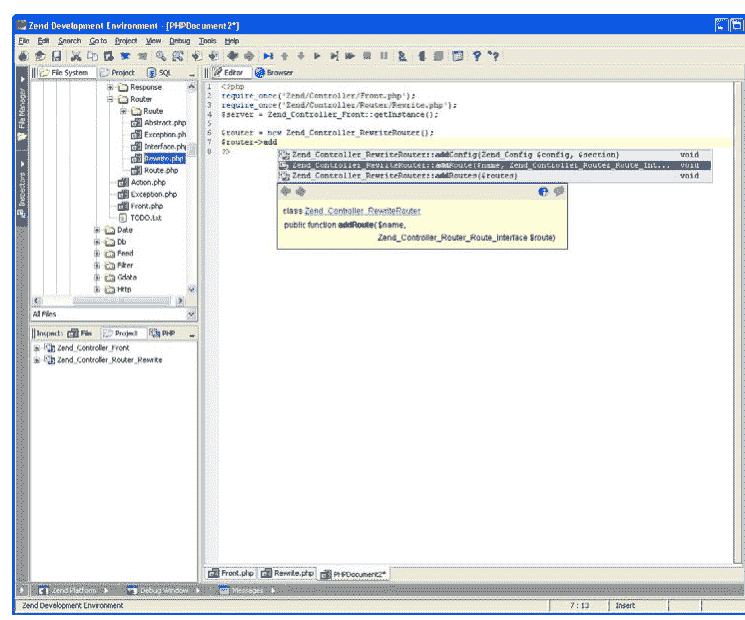 Zend Development Environment - [PHPDocument2*]
File Edit Search Go to Project View Debug Tools Help
File System Project SQL
Editor Browser
File Manager
Inspectors
Response
Router
Route
Abstract.php
Exception.ph
Interface.php
Rewrite.php
Route.php
Action.php
Exception.php
Front.php
TODO.txt
Date
Db
Feed
Filter
Gdata
Http
All Files
Inspect: File Project PHP
Zend_Controller_Front
Zend_Controller_Router_Rewrite
1 <?php
2 require_once('Zend/Controller/Front.php');
3 require_once('Zend/Controller/Router/Rewrite.php');
4 $server = Zend_Controller_Front::getInstance();
5
6 $router = new Zend_Controller_RewriteRouter();
7 $router->add
8 ?>
Zend_Controller_RewriteRouter::addConfig(Zend_Config $config, $section) void
Zend_Controller_RewriteRouter::addRoute($name, Zend_Controller_Router_Route_Int... void
Zend_Controller_RewriteRouter::addRoutes($routes) void
class Zend_Controller_RewriteRouter
public function addRoute($name,
Zend_Controller_Router_Route_Interface $route)
Front.php Rewrite.php PHPDocument2*
Zend Platform Debug Window Messages
Zend Development Environment 7 : 13 Insert